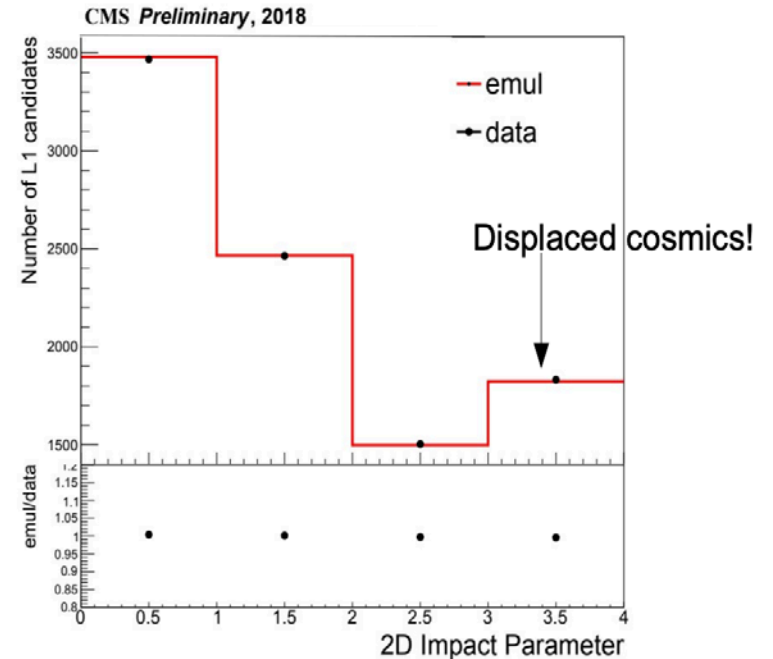 CMS Preliminary, 2018
Number of L1 candidates
3500
3000
2500
2000
1500
emul
data
Displaced cosmics!
emul/data
1.2
1.15
1.1
1.05
1
0.95
0.9
0.85
0.8
0 0.5 1 1.5 2 2.5 3 3.5 4
2D Impact Parameter